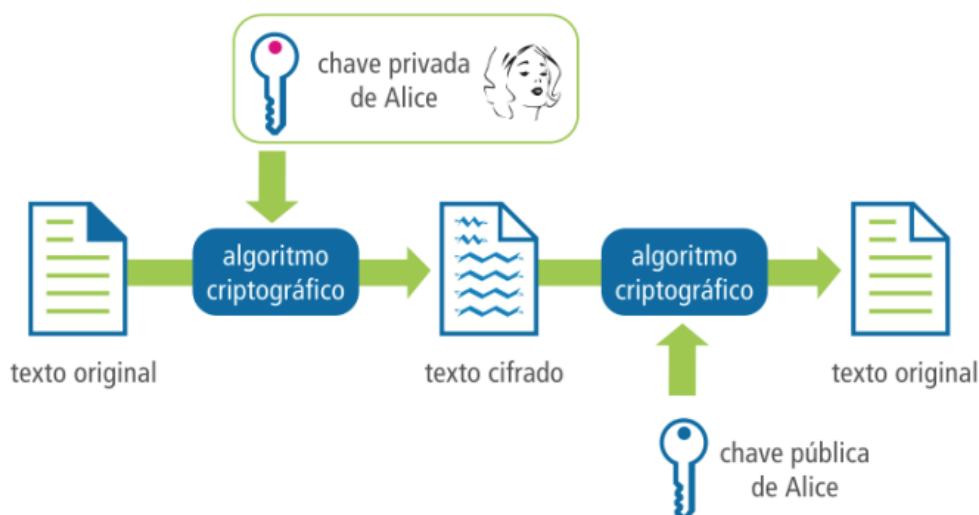 chave privada
de Alice
algoritmo
criptográfico
algoritmo
criptográfico
texto original
texto cifrado
texto original
chave pública
de Alice